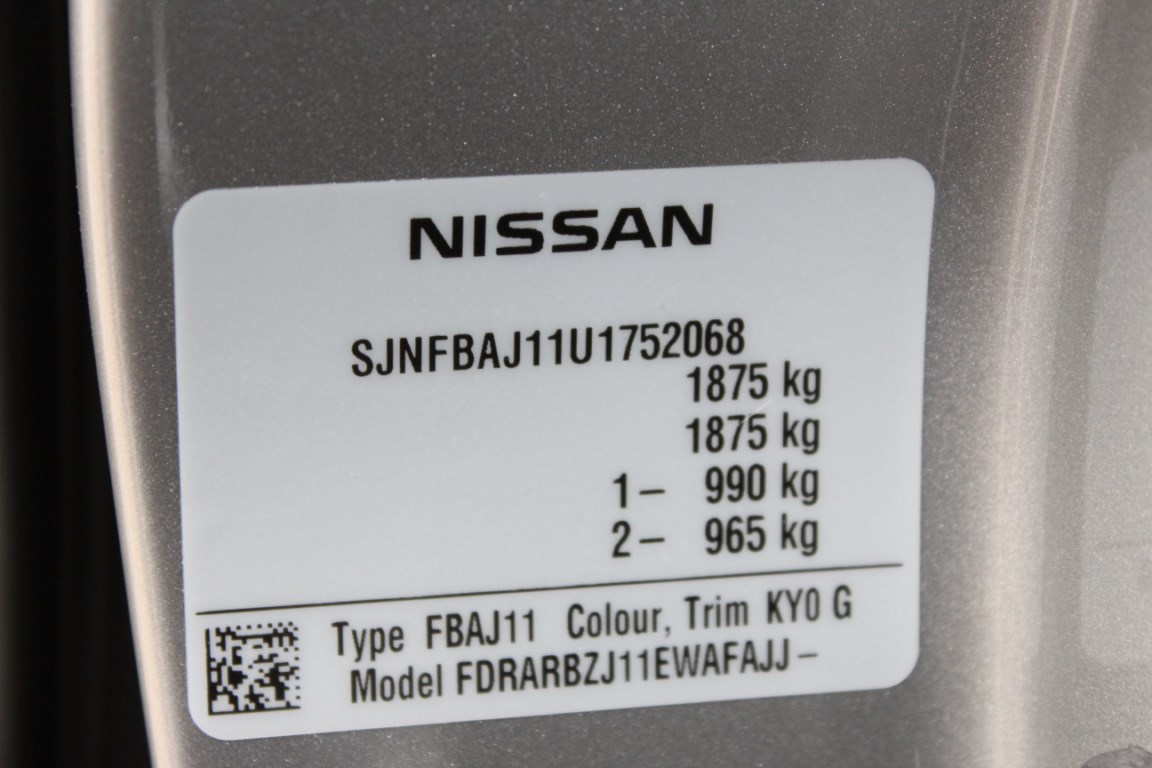 NISSAN
SJNFBAJ11U1752068
1875 kg
1875 kg
1– 990 kg
2– 965 kg
Type FBAJ11 Colour, Trim KY0 G
Model FDRARBZJ11EWAFAJJ–